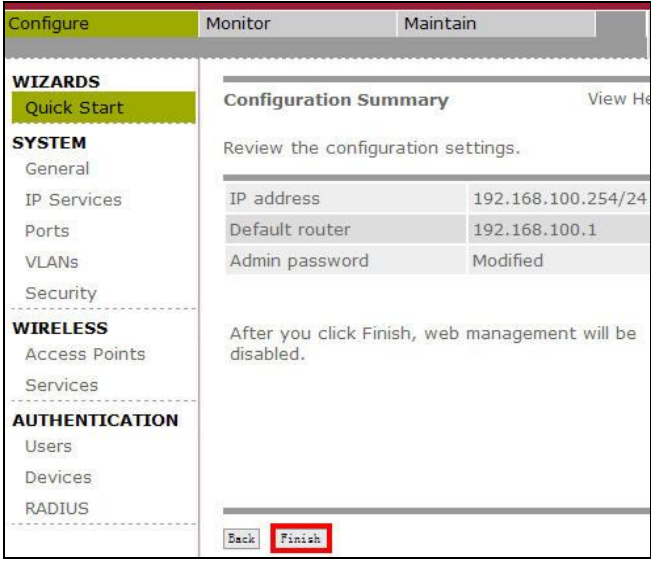 Configure Monitor Maintain
WIZARDS
Quick Start
SYSTEM
General
IP Services
Ports
VLANs
Security
WIRELESS
Access Points
Services
AUTHENTICATION
Users
Devices
RADIUS
Configuration Summary View He
Review the configuration settings.
IP address 192.168.100.254/24
Default router 192.168.100.1
Admin password Modified
After you click Finish, web management will be
disabled.
Back Finish